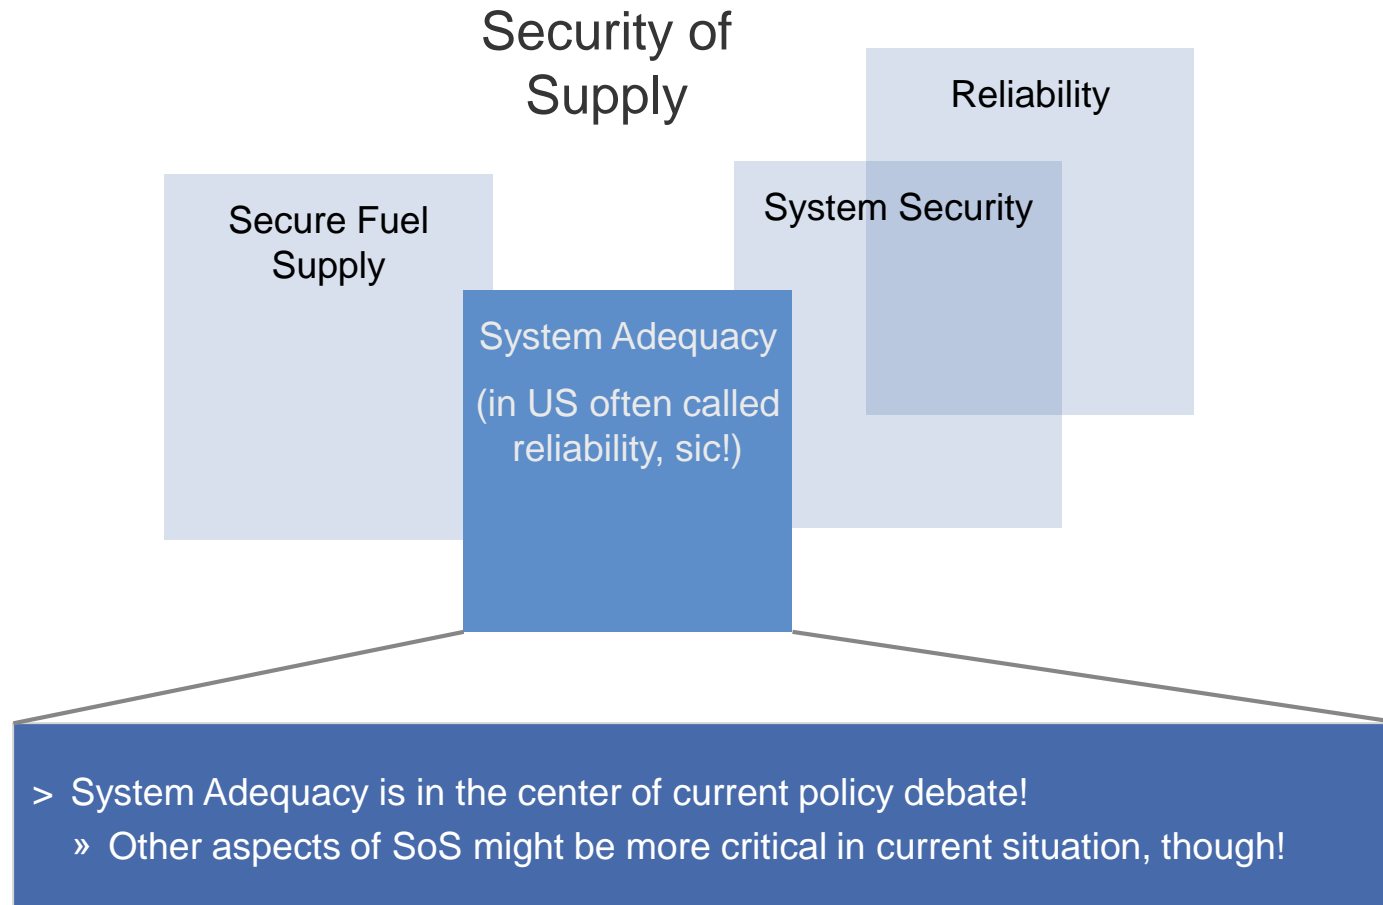 Security of
Supply
Reliability
System Security
Secure Fuel
Supply
System Adequacy
(in US often called
reliability, sic!)
> System Adequacy is in the center of current policy debate!
» Other aspects of SoS might be more critical in current situation, though!